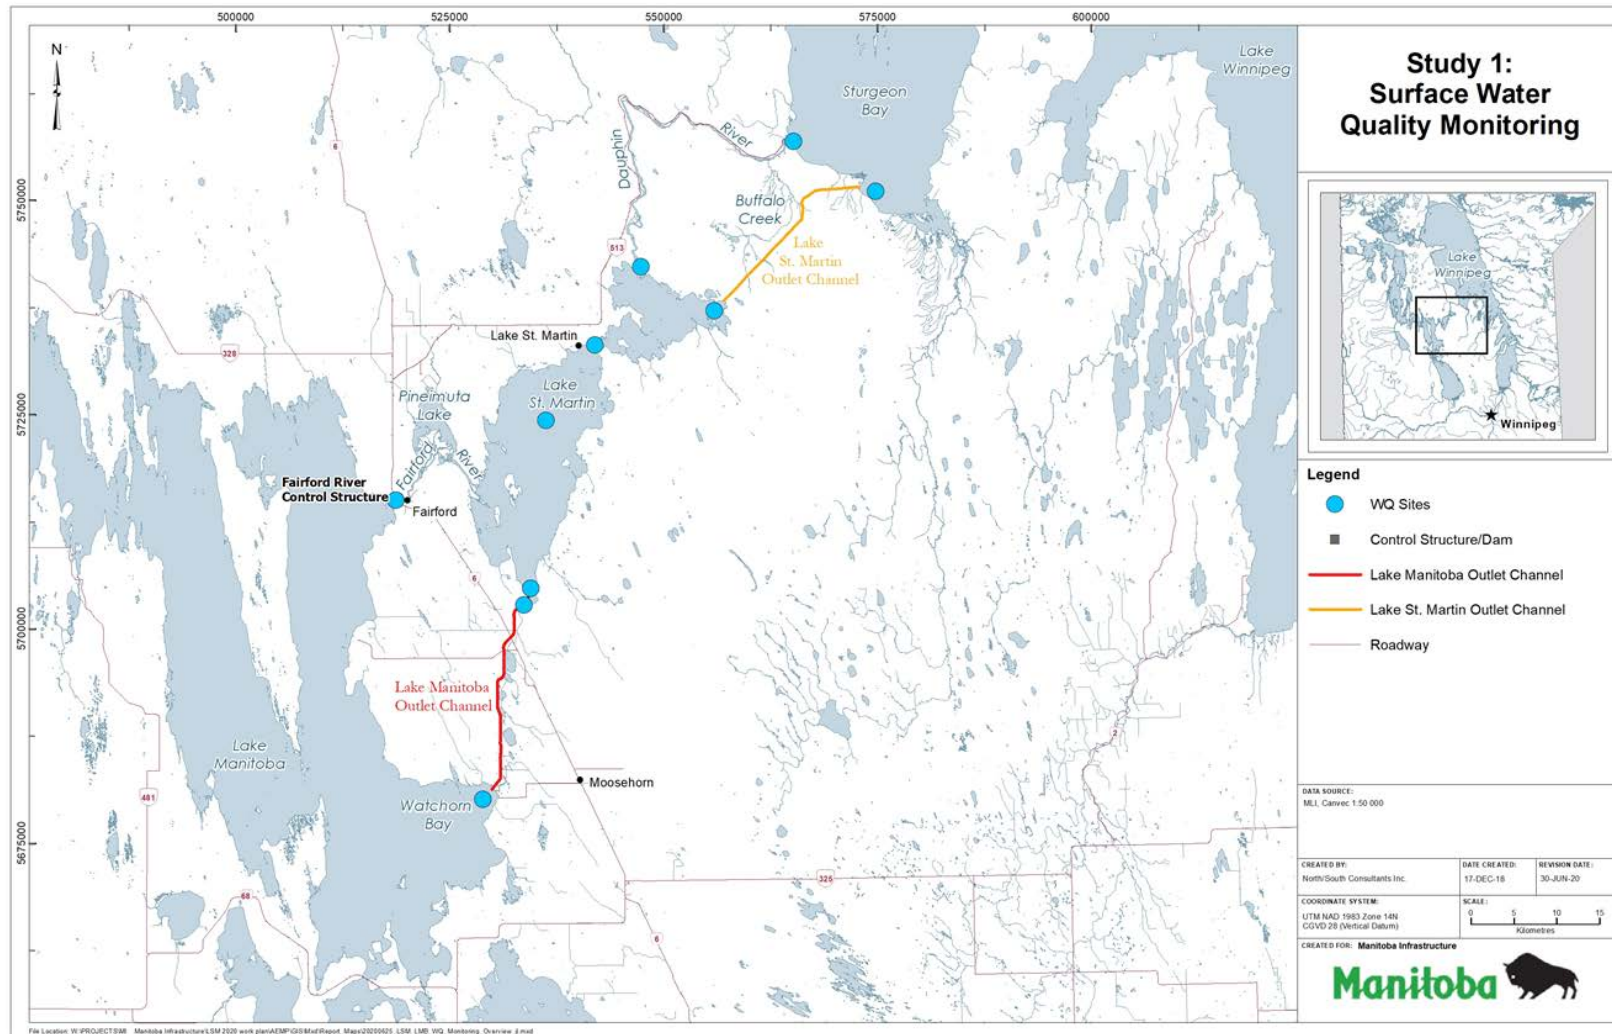 500000
525000
550000
575000
600000
5750000
5725000
5700000
5675000
N
Lake
Winnipeg
Sturgeon
Bay
River
Dauphin
Buffalo
Creek
Lake
St. Martin
Outlet Channel
6
513
328
Lake St. Martin
Lake
St. Martin
Pineimuta
Lake
Fairford
River
Fairford River
Control Structure
Fairford
6
Lake Manitoba
Outlet Channel
Lake
Manitoba
Moosehorn
Watchorn
Bay
481
2
68
325
6
Study 1:
Surface Water
Quality Monitoring
Lake
Winnipeg
Winnipeg
Legend
WQ Sites
Control Structure/Dam
Lake Manitoba Outlet Channel
Lake St. Martin Outlet Channel
Roadway
DATA SOURCE:
MLI, Canvec 1:50 000
CREATED BY:
North/South Consultants Inc.
DATE CREATED:
17-DEC-18
REVISION DATE:
30-JUN-20
COORDINATE SYSTEM:
UTM NAD 1983 Zone 14N
CGVD 28 (Vertical Datum)
SCALE:
0 5 10 15
Kilometres
CREATED FOR: Manitoba Infrastructure
Manitoba